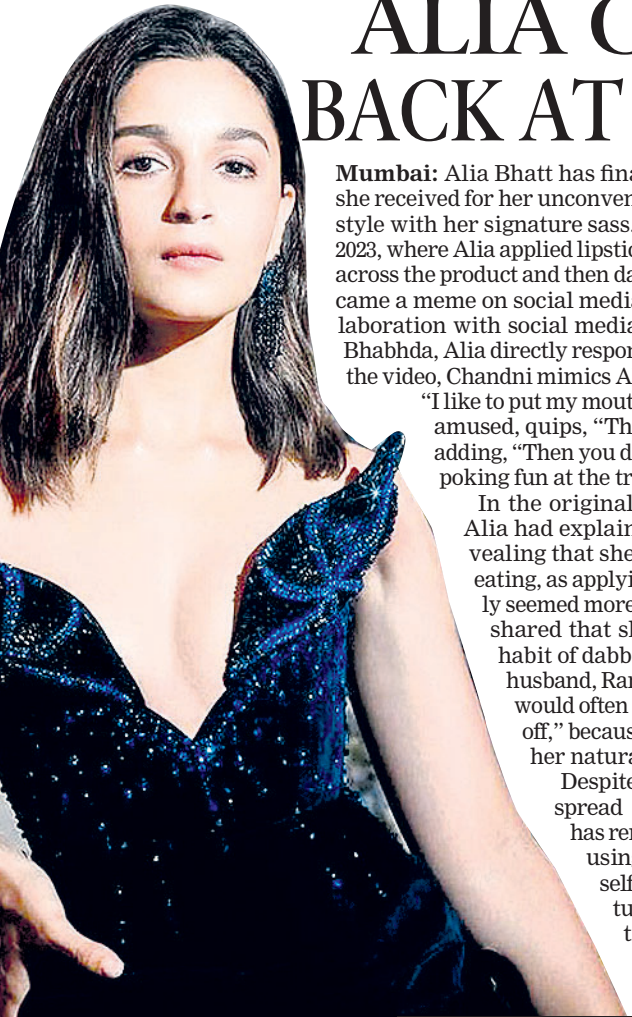 ALIA
BACK AT
Mumbai: Alia Bhatt has fina
she received for her unconven
style with her signature sass.
2023, where Alia applied lipstic
across the product and then da
came a meme on social media
laboration with social media
Bhabhda, Alia directly respon
the video, Chandni mimics A
“I like to put my mout
amused, quips, “Th
adding, “Then you d
poking fun at the tr
In the original
Alia had explain
vealing that she
eating, as applyi
ly seemed more
shared that sh
habit of dabb
husband, Ran
would often
off,” becaus
her natura
Despite
spread
has rem
using
self
tu
t